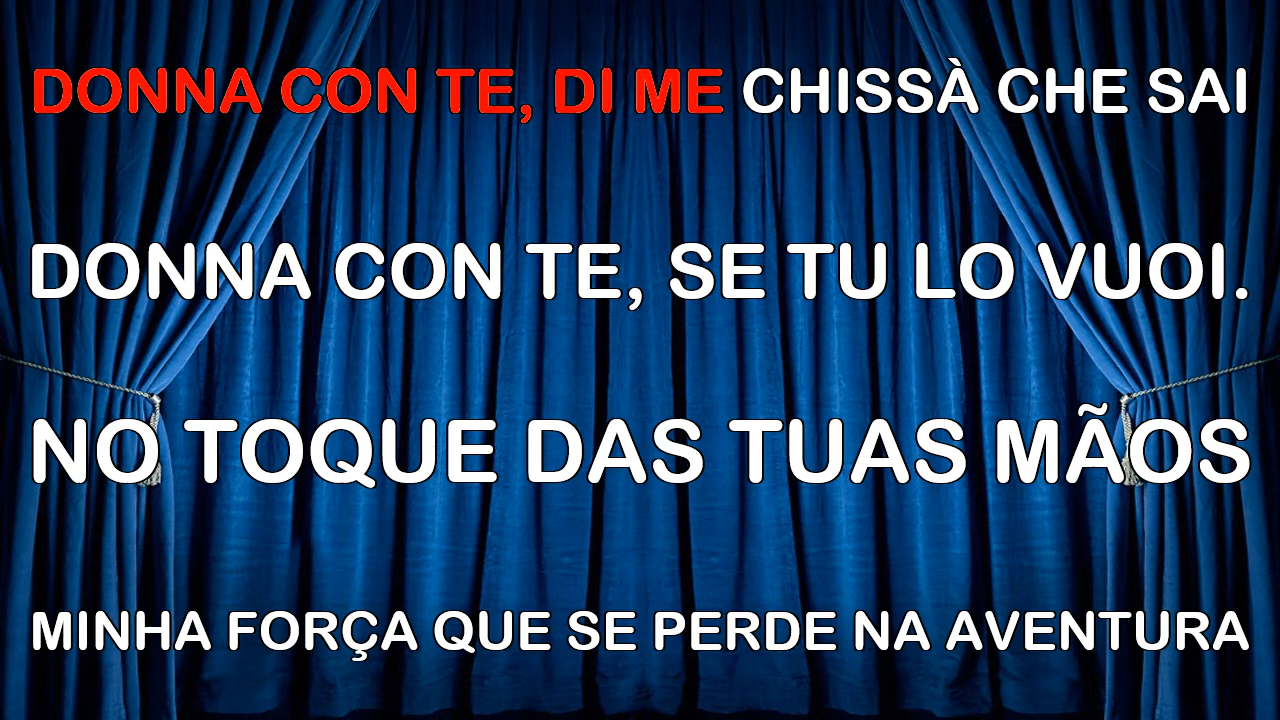 DONNA CON TE, DI ME CHISSÀ CHE SAI
DONNA CON TE, SE TU LO VUOI.
NO TOQUE DAS TUAS MÃOS
MINHA FORÇA QUE SE PERDE NA AVENTURA